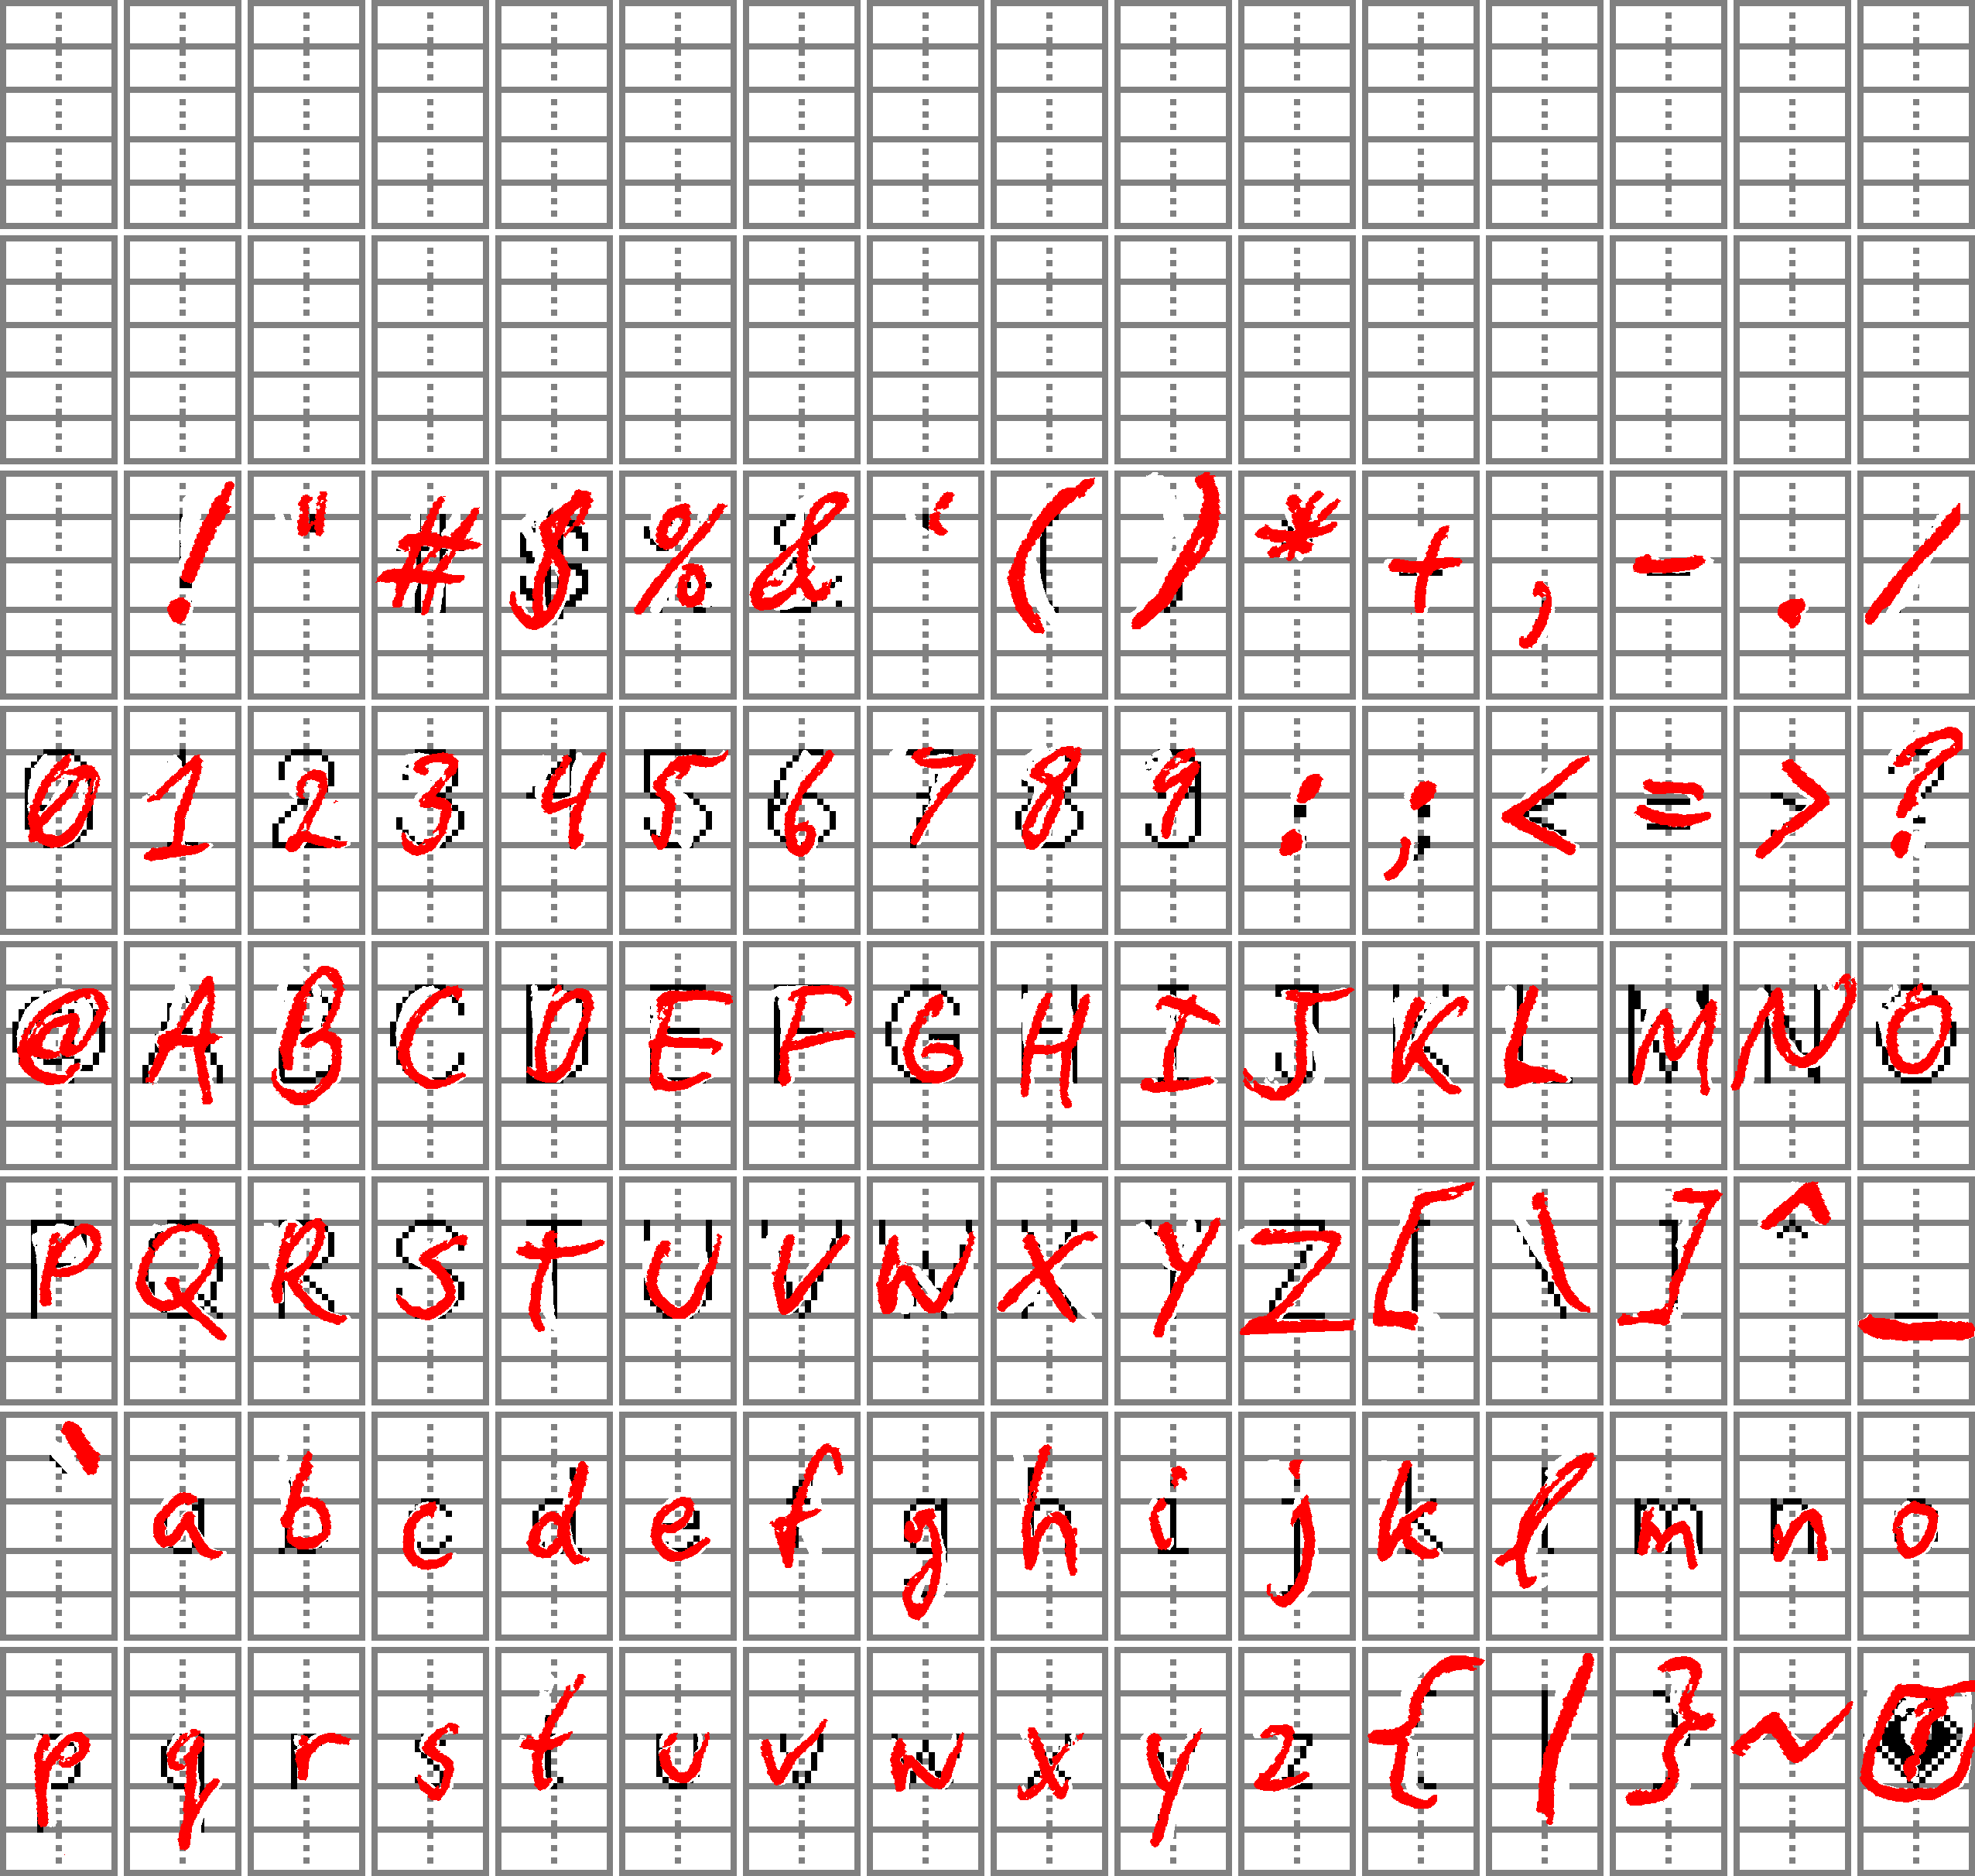 ! " # $ % & ' ( ) * + , - . /
0 1 2 3 4 5 6 7 8 9 : ; < = > ?
@ A B C D E F G H I J K L M N O
P Q R S T U V W X Y Z [ \ ] ^ _
` a b c d e f g h i j k l m n o
p q r s t u v w x y z { | } ~ ?